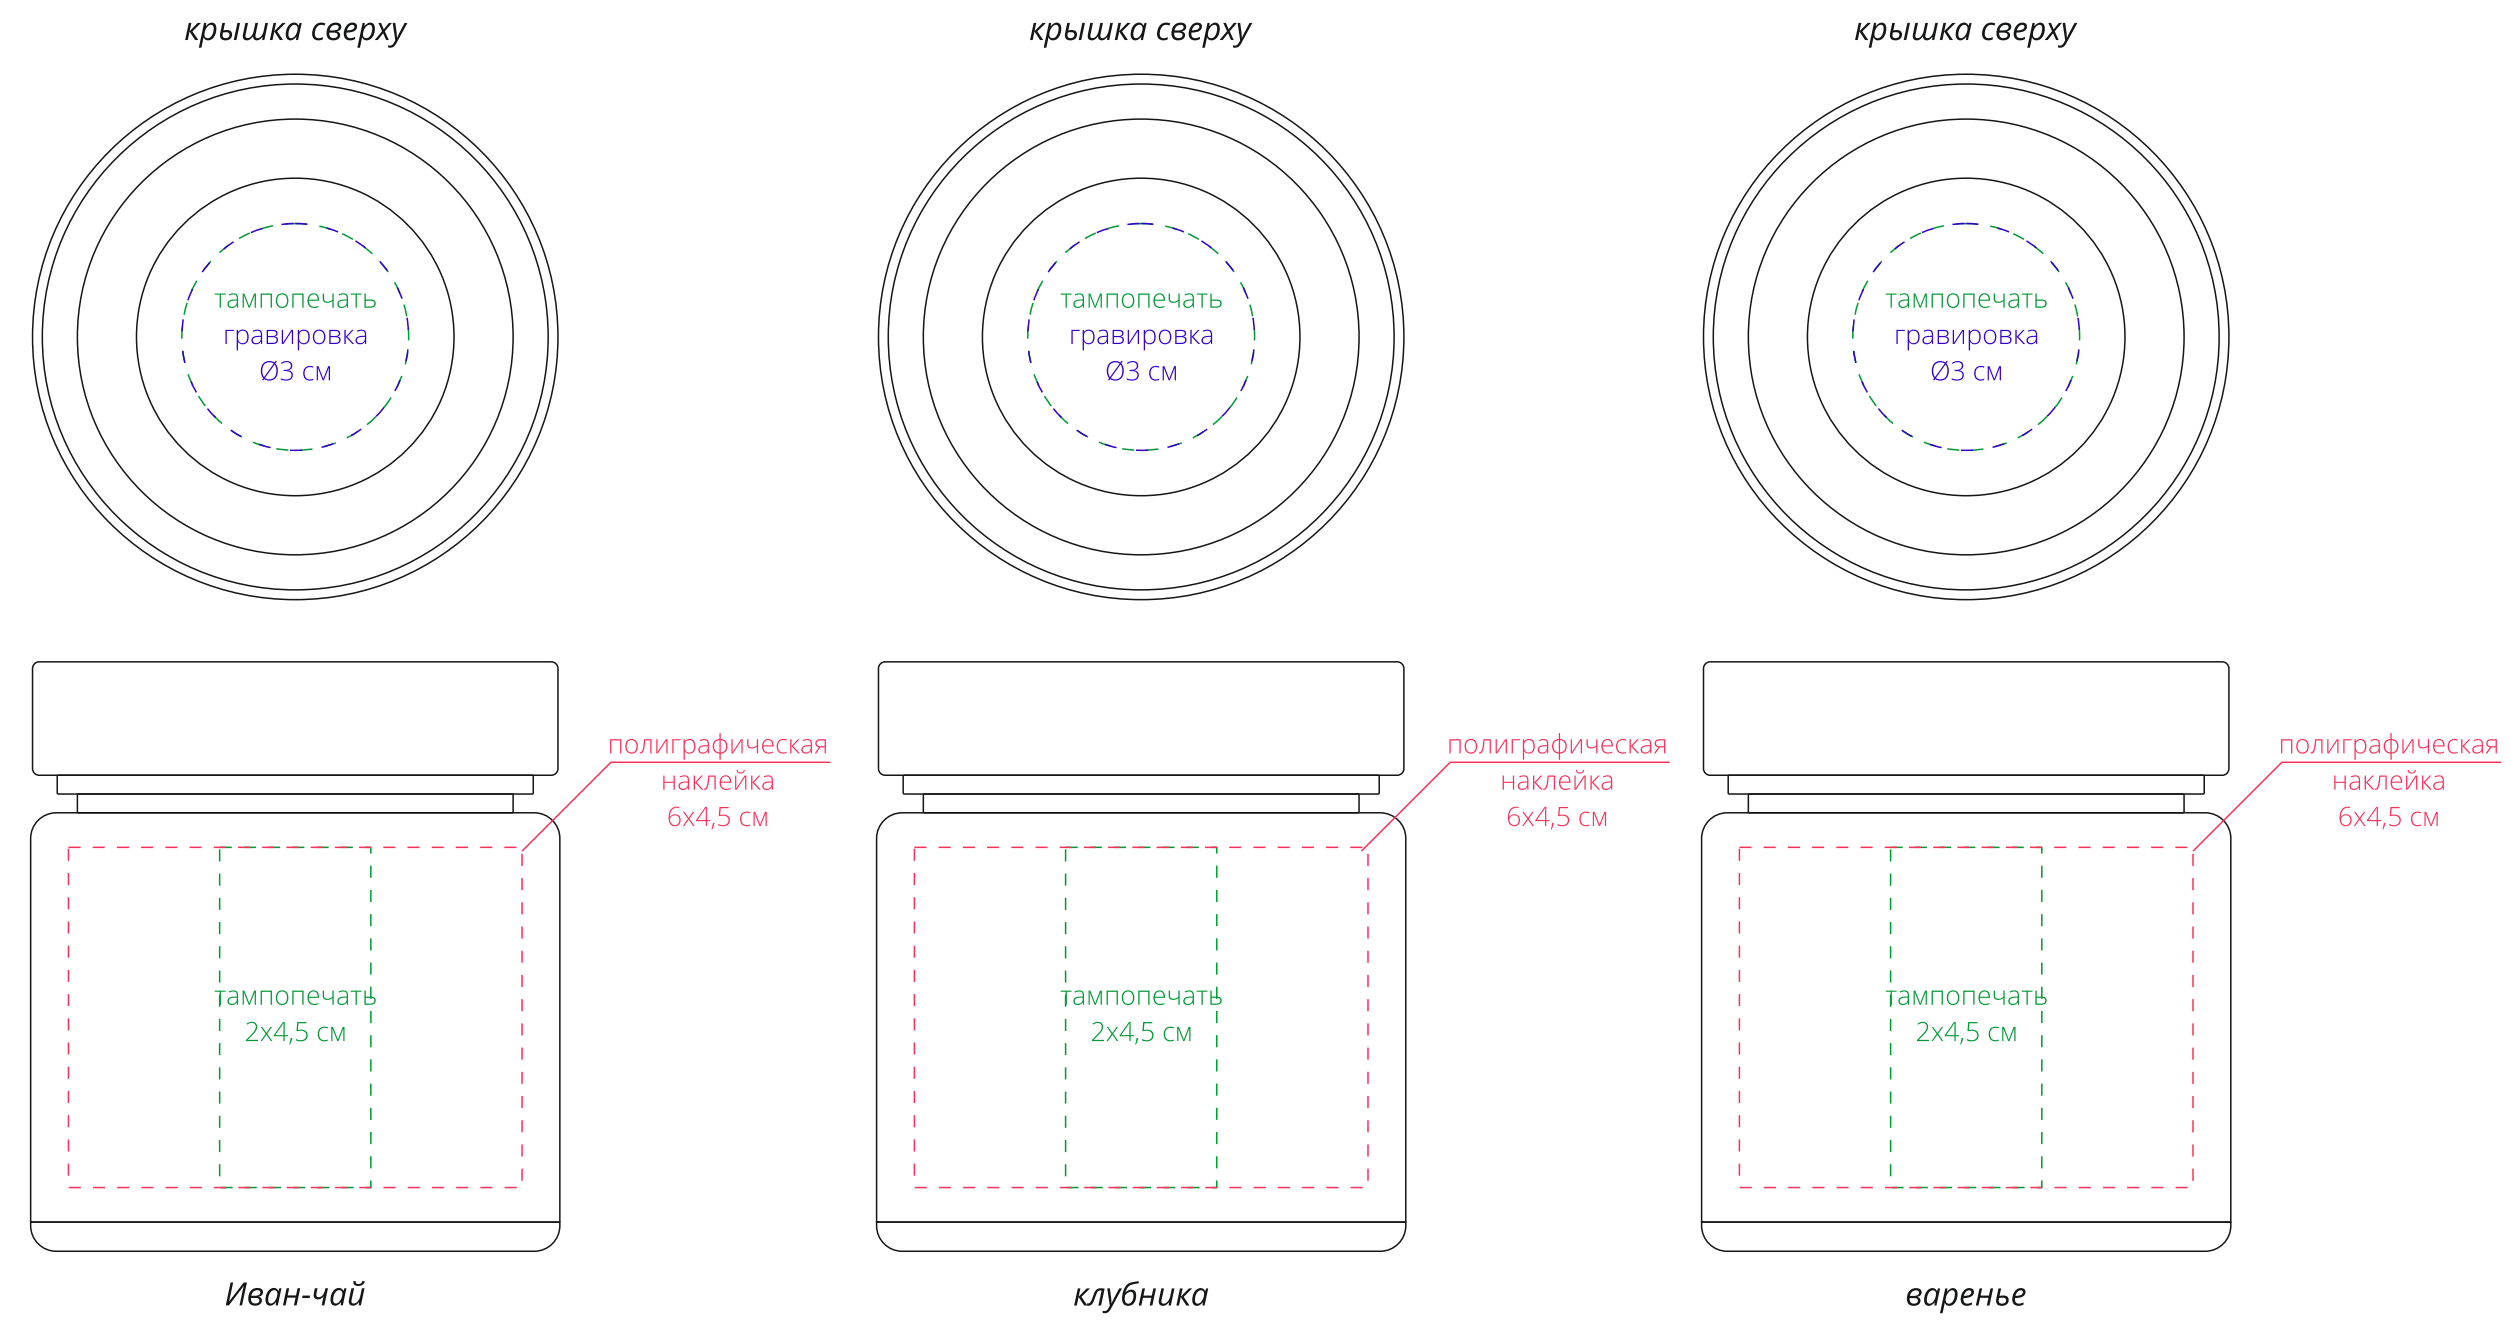 крышка сверху
крышка сверху
крышка сверху
тампопечать
гравировка
Ø3 см
тампопечать
гравировка
Ø3 см
тампопечать
гравировка
Ø3 см
полиграфическая
наклейка
6х4,5 см
полиграфическая
наклейка
6х4,5 см
полиграфическая
наклейка
6х4,5 см
тампопечать
2х4,5 см
тампопечать
2х4,5 см
тампопечать
2х4,5 см
Иван-чай
клубника
варенье